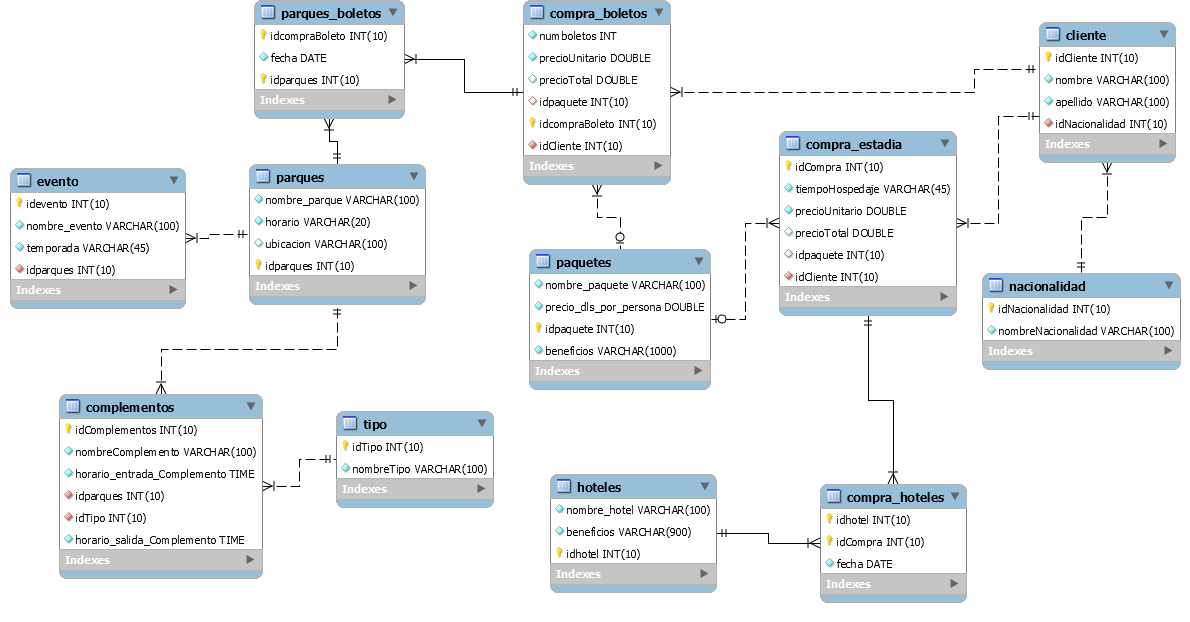 parques_boletos
idcompraBoleto INT(10)
fecha DATE
idparques INT(10)
Indexes
compra_boletos
numboletos INT
precioUnitario DOUBLE
precioTotal DOUBLE
idpaquete INT(10)
idcompraBoleto INT(10)
idCliente INT(10)
Indexes
cliente
idCliente INT(10)
nombre VARCHAR(100)
apellido VARCHAR(100)
idNacionalidad INT(10)
Indexes
evento
idevento INT(10)
nombre_evento VARCHAR(100)
temporada VARCHAR(45)
idparques INT(10)
Indexes
parques
nombre_parque VARCHAR(100)
horario VARCHAR(20)
ubicacion VARCHAR(100)
idparques INT(10)
Indexes
compra_estadia
idCompra INT(10)
tiempoHospedaje VARCHAR(45)
precioUnitario DOUBLE
precioTotal DOUBLE
idpaquete INT(10)
idCliente INT(10)
Indexes
paquetes
nombre_paquete VARCHAR(100)
precio_dls_por_persona DOUBLE
idpaquete INT(10)
beneficios VARCHAR(1000)
Indexes
nacionalidad
idNacionalidad INT(10)
nombreNacionalidad VARCHAR(100)
Indexes
complementos
idComplementos INT(10)
nombreComplemento VARCHAR(100)
horario_entrada_Complemento TIME
idparques INT(10)
idTipo INT(10)
horario_salida_Complemento TIME
Indexes
tipo
idTipo INT(10)
nombreTipo VARCHAR(100)
Indexes
hoteles
nombre_hotel VARCHAR(100)
beneficios VARCHAR(900)
idhotel INT(10)
Indexes
compra_hoteles
idhotel INT(10)
idCompra INT(10)
fecha DATE
Indexes